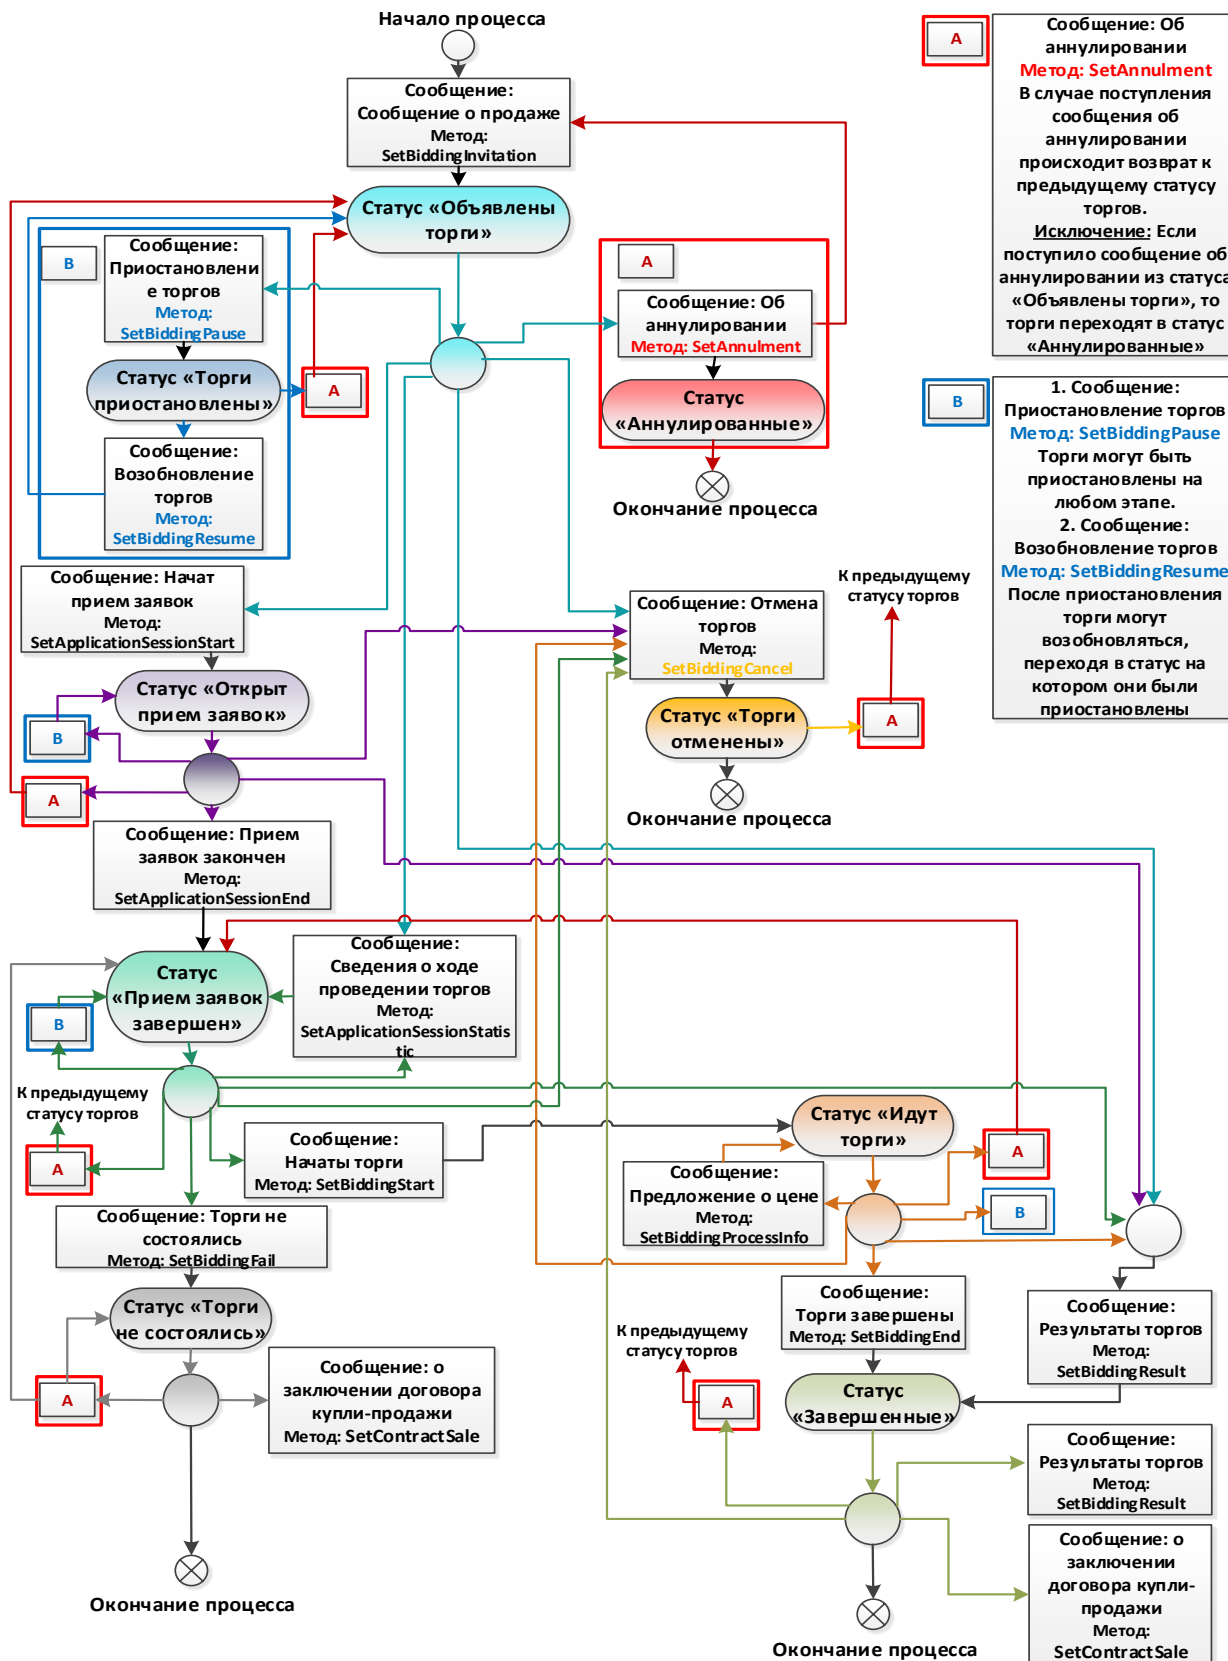 Начало процесса
Сообщение:
Сообщение о продаже
Метод:
SetBiddingInvitation
Статус «Объявлены
торги»
B
Сообщение:
Приостановлени
е торгов
Метод:
SetBiddingPause
Статус «Торги
приостановлены»
A
Сообщение:
Возобновление
торгов
Метод:
SetBiddingResume
A
Сообщение: Об
аннулировании
Метод: SetAnnulment
Статус
«Аннулированные»
Окончание процесса
A
Сообщение: Об
аннулировании
Метод: SetAnnulment
В случае поступления
сообщения об
аннулировании
происходит возврат к
предыдущему статусу
торгов.
Исключение: Если
поступило сообщение об
аннулировании из статуса
«Объявлены торги», то
торги переходят в статус
«Аннулированные»
B
1. Сообщение:
Приостановление торгов
Метод: SetBiddingPause
Торги могут быть
приостановлены на
любом этапе.
2. Сообщение:
Возобновление торгов
Метод: SetBiddingResume
После приостановления
торги могут
возобновляться,
переходя в статус на
котором они были
приостановлены
Сообщение: Начат
прием заявок
Метод:
SetApplicationSessionStart
Статус «Открыт
прием заявок»
B
A
Сообщение: Прием
заявок закончен
Метод:
SetApplicationSessionEnd
К предыдущему
статусу торгов
Сообщение: Отмена
торгов
Метод:
SetBiddingCancel
Статус «Торги
отменены»
A
Окончание процесса
Статус
«Прием заявок
завершен»
B
Сообщение:
Сведения о ходе
проведении торгов
Метод:
SetApplicationSessionStatis
tic
К предыдущему
статусу торгов
A
Сообщение:
Начаты торги
Метод: SetBiddingStart
Сообщение: Торги не
состоялись
Метод: SetBiddingFail
Статус «Торги
не состоялись»
A
Сообщение: о
заключении договора
купли-продажи
Метод: SetContractSale
Окончание процесса
Статус «Идут
торги»
A
Сообщение:
Предложение о цене
Метод:
SetBiddingProcessInfo
B
Сообщение:
Торги завершены
Метод: SetBiddingEnd
Сообщение:
Результаты торгов
Метод:
SetBiddingResult
К предыдущему
статусу торгов
A
Статус
«Завершенные»
Сообщение:
Результаты торгов
Метод:
SetBiddingResult
Сообщение: о
заключении
договора купли-
продажи
Метод:
SetContractSale
Окончание процесса